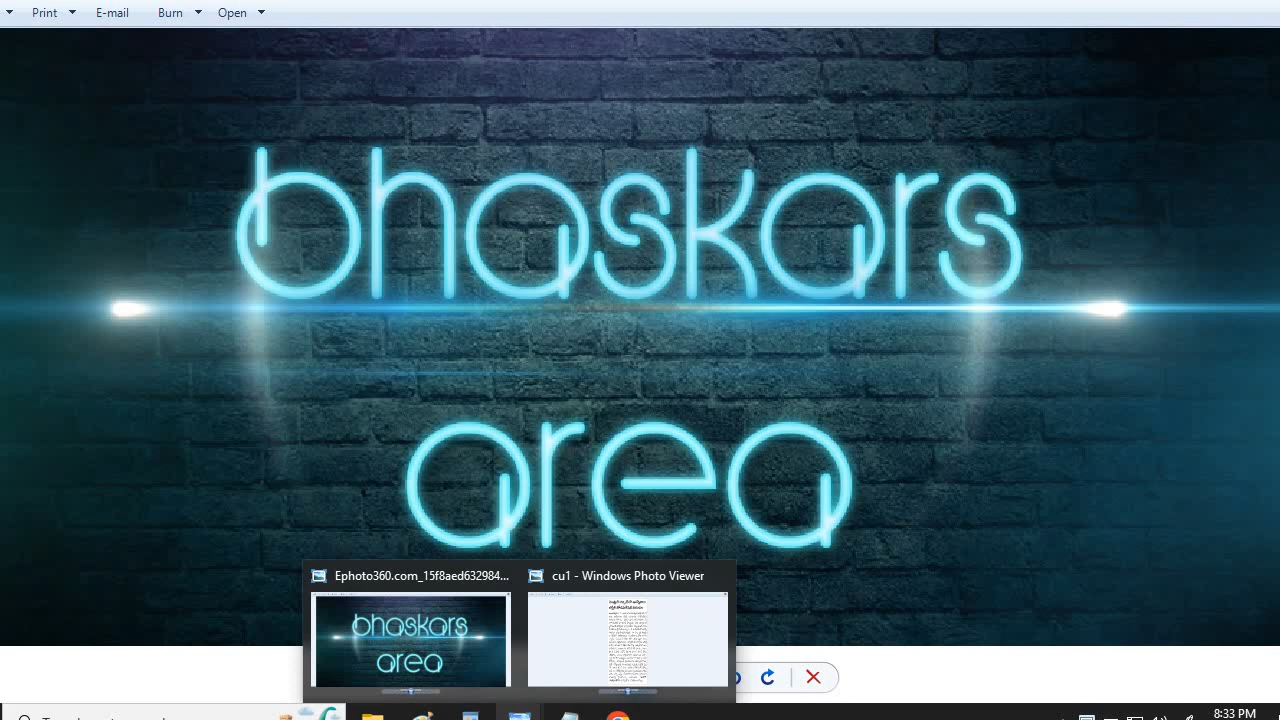 Print E-mail Burn Open
bhaskars
area
Ephoto360.com_15f8aed632984... cu1 - Windows Photo Viewer
bhaskars
area
8:33 PM